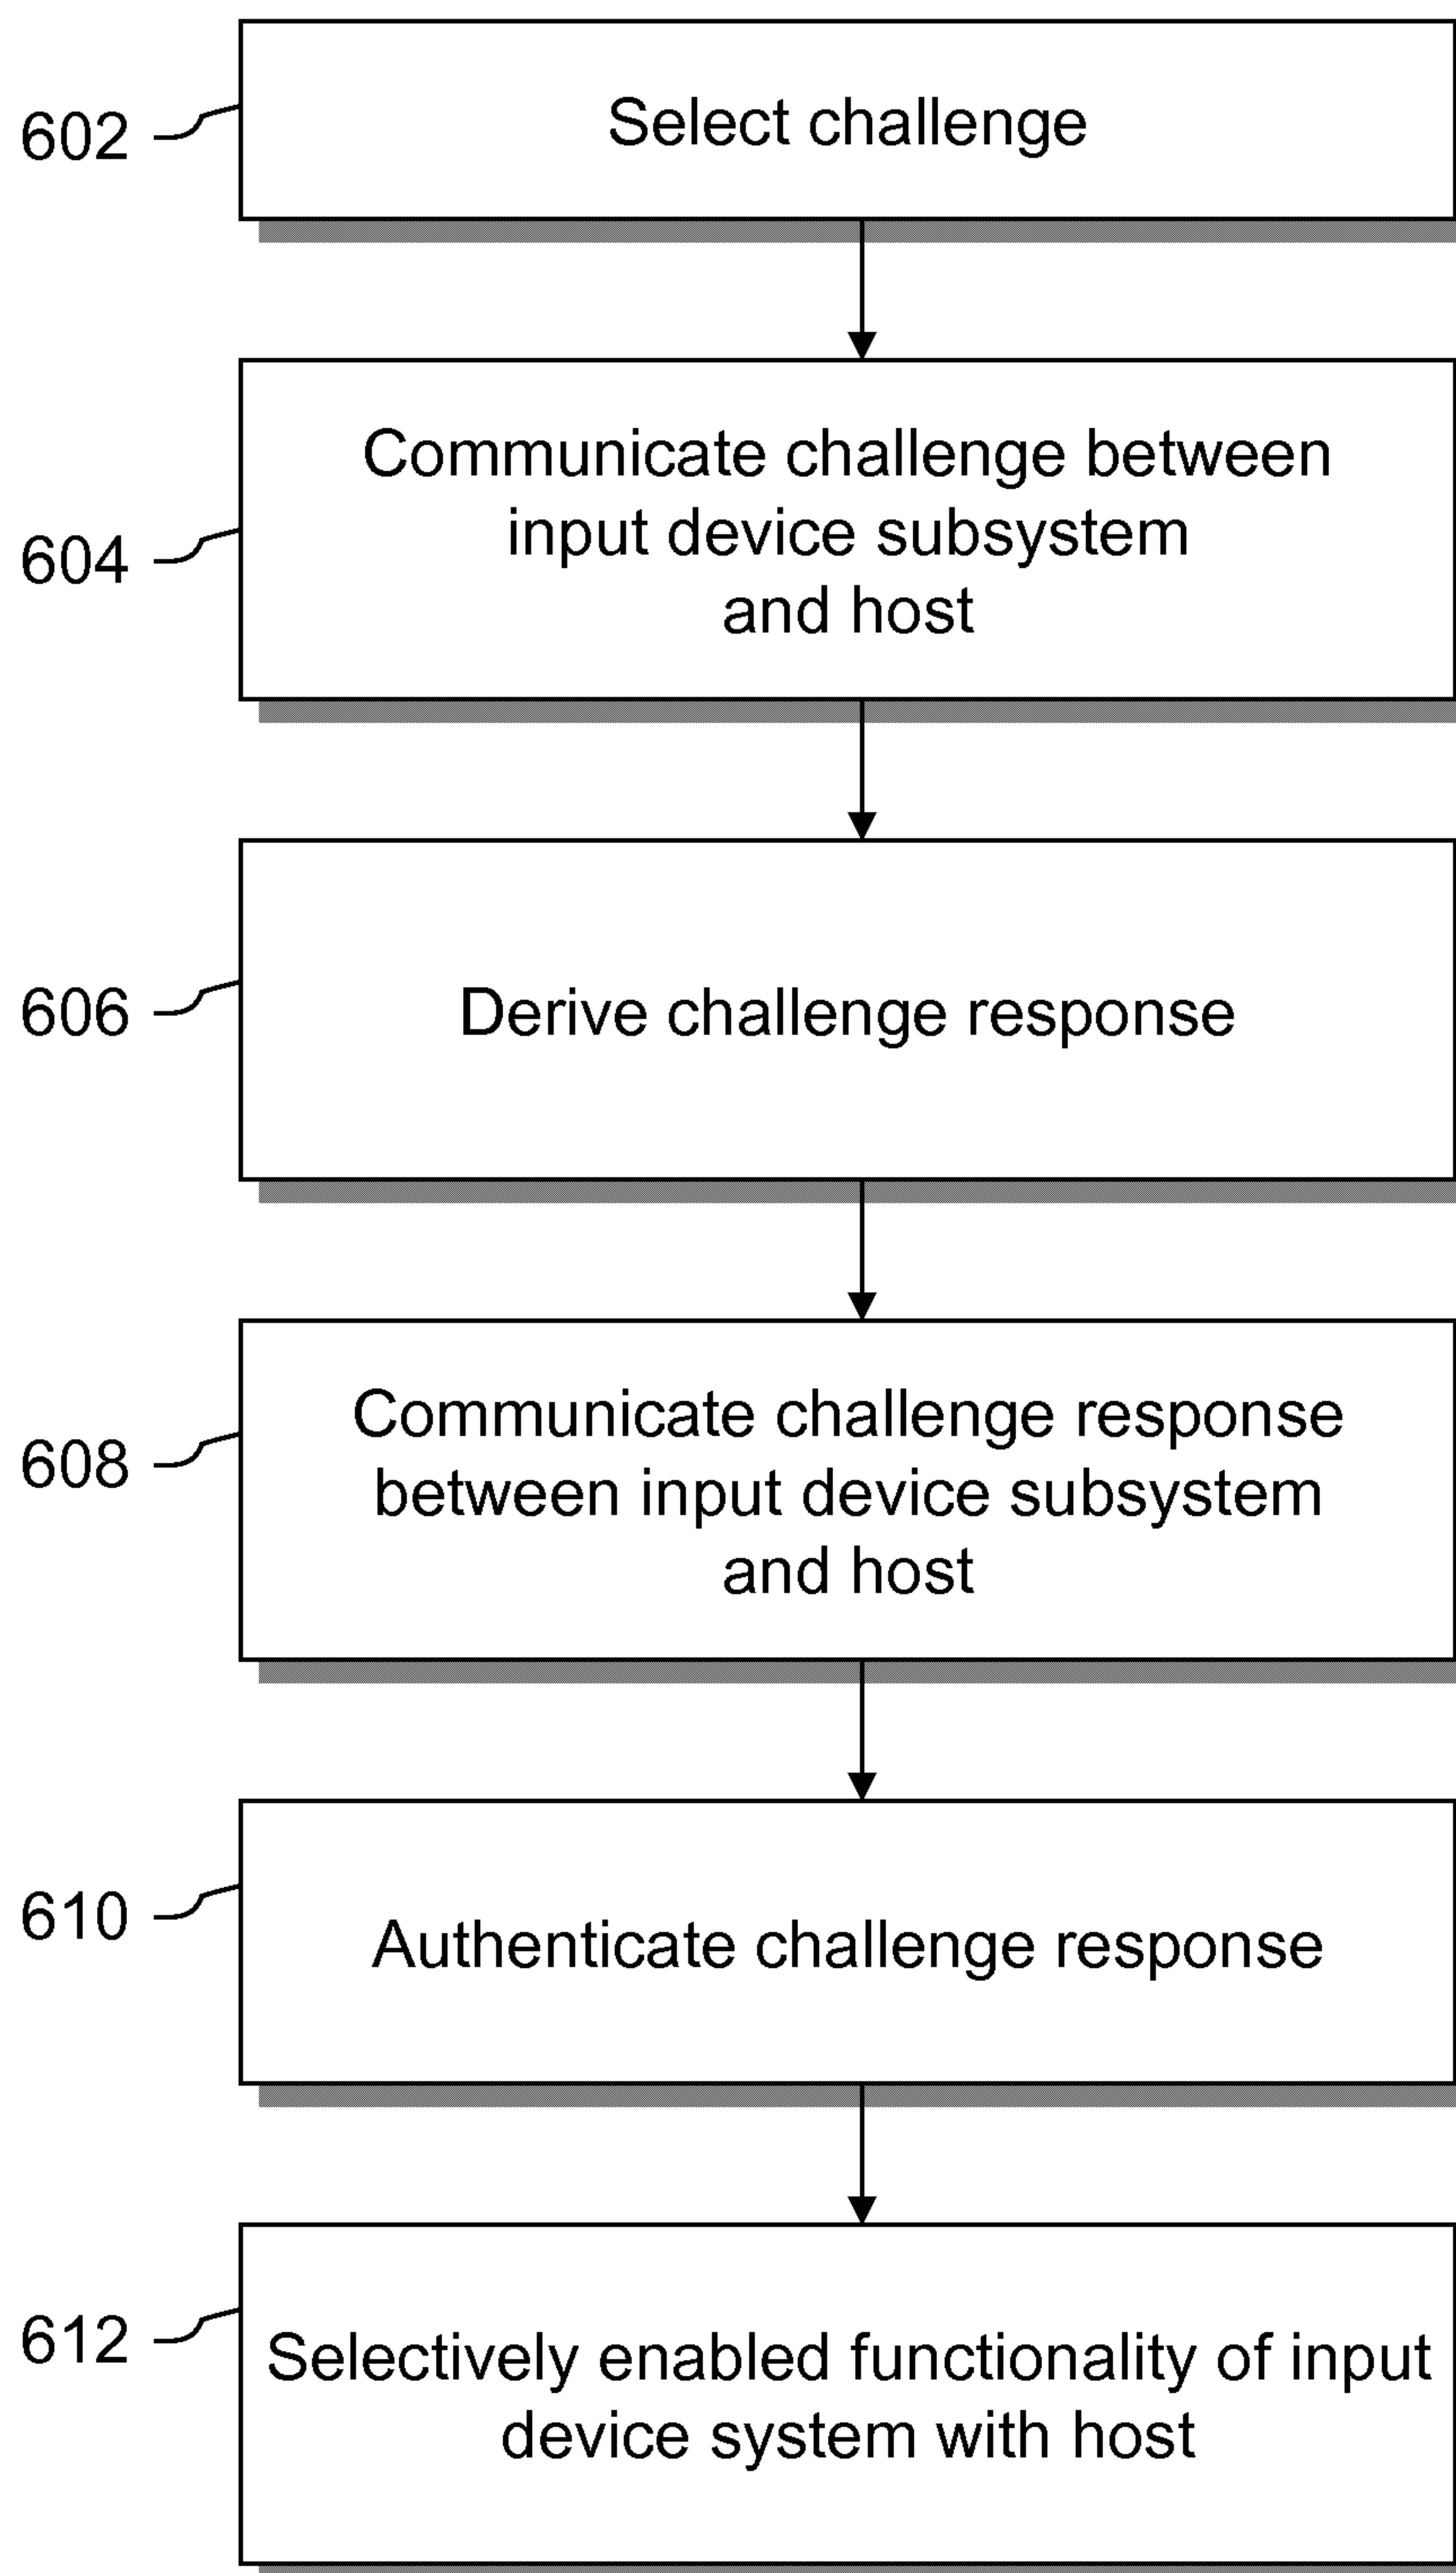 602
Select challenge
604
Communicate challenge between
input device subsystem
and host
606
Derive challenge response
608
Communicate challenge response
between input device subsystem
and host
610
Authenticate challenge response
612
Selectively enabled functionality of input
device system with host